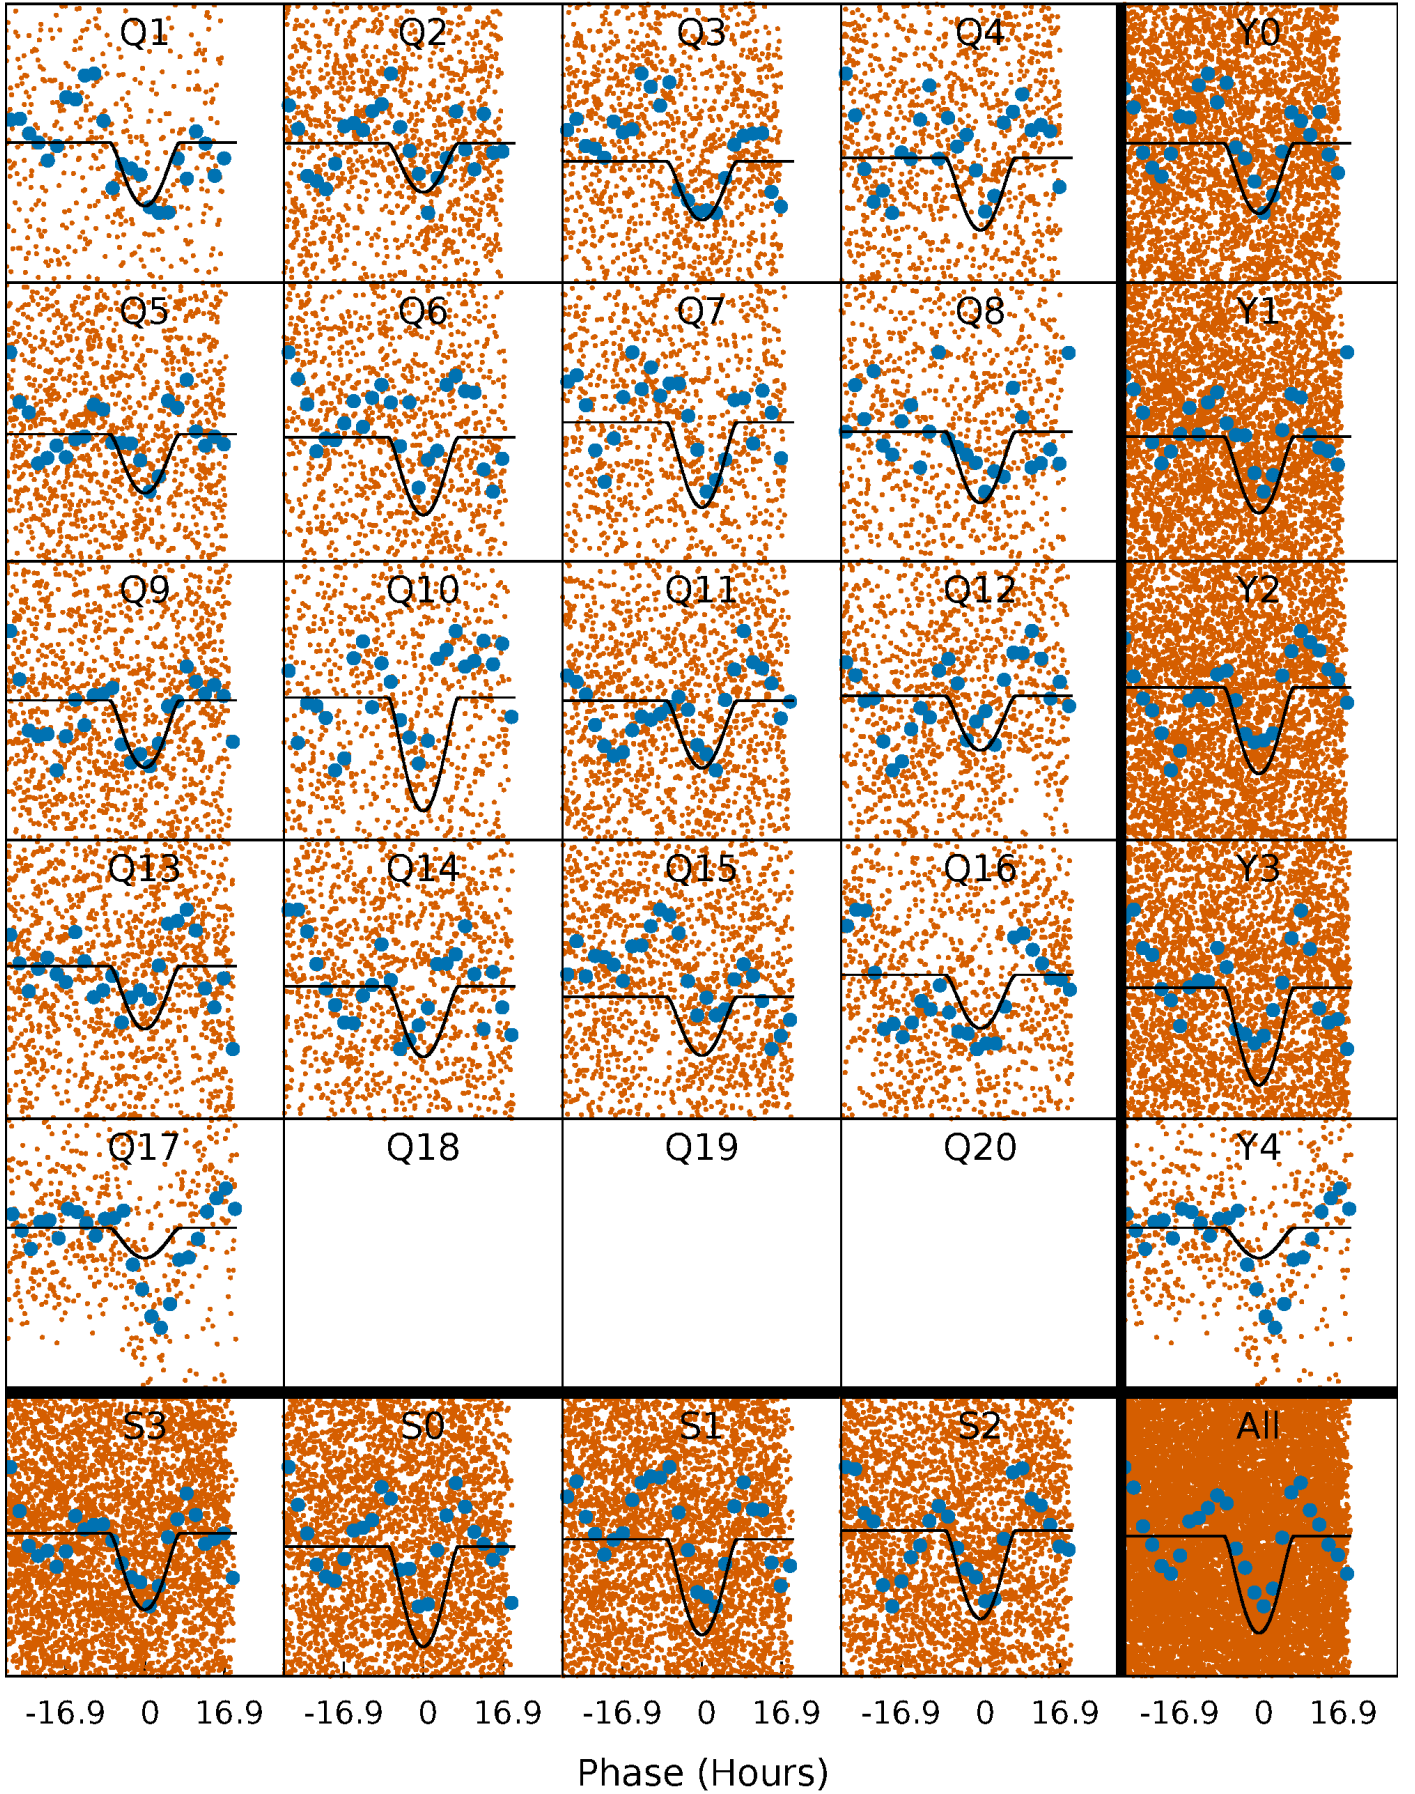 Q1 Q2 Q3 Q4 Y0
Q5 Q6 Q7 Q8 Y1
Q9 Q10 Q11 Q12 Y2
Q13 Q14 Q15 Q16 Y3
Q17 Q18 Q19 Q20 Y4
S3 S0 S1 S2 All
-16.9 0 16.9 -16.9 0 16.9 -16.9 0 16.9 -16.9 0 16.9 -16.9 0 16.9
Phase (Hours)